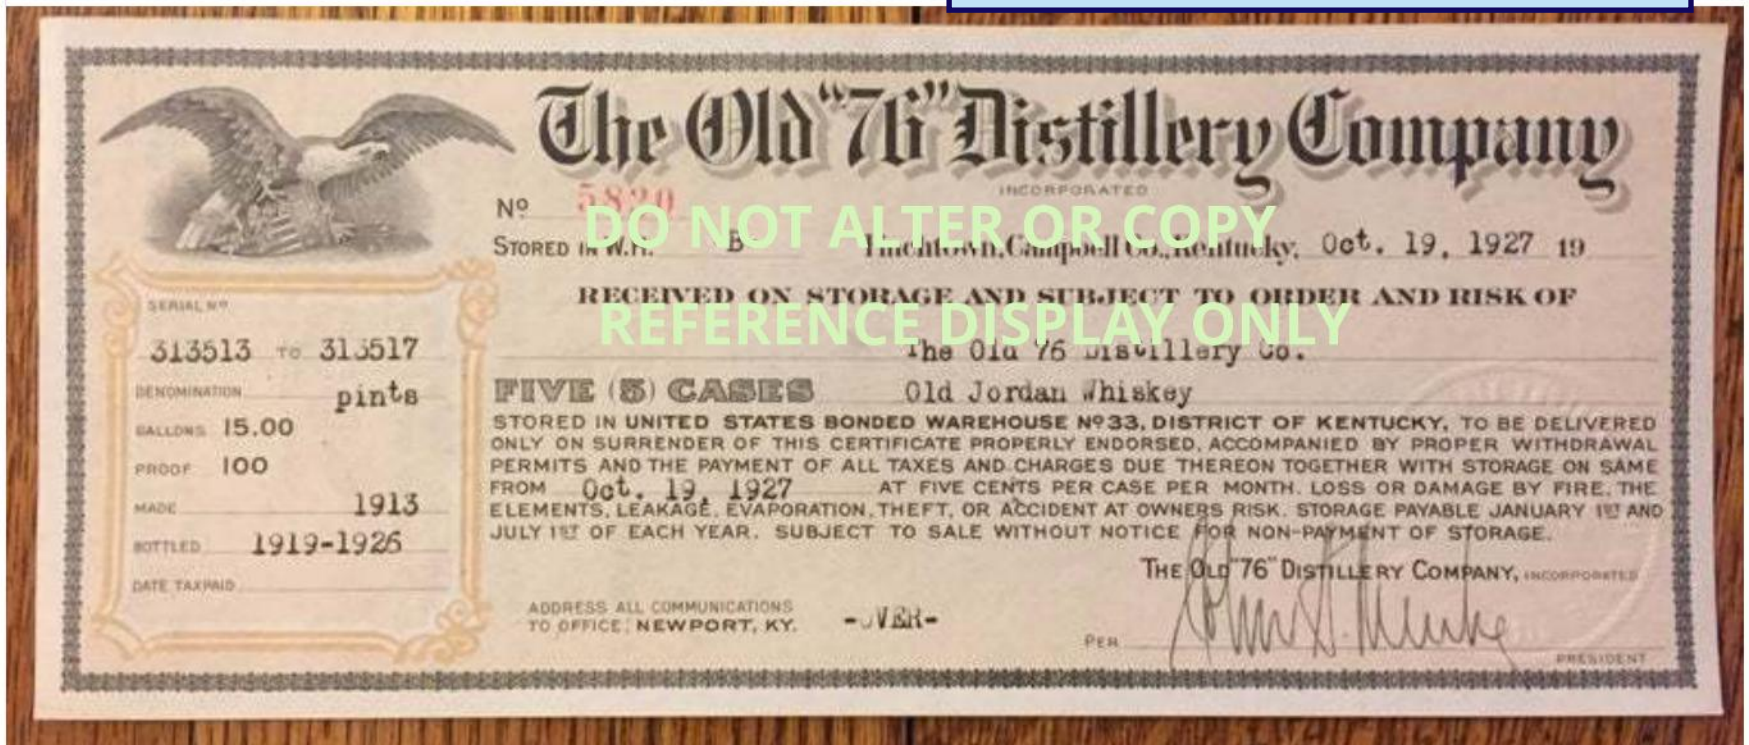 The Old "76" Distillery Company
INCORPORATED
Nº 5820
DO NOT ALTER OR COPY
STORED IN W.H. B Finchtown, Campbell Co., Kentucky, Oct. 19, 1927 19
RECEIVED ON STORAGE AND SUBJECT TO ORDER AND RISK OF
REFERENCE DISPLAY ONLY
The Old 76 Distillery Co.
FIVE (5) CASES Old Jordan Whiskey
STORED IN UNITED STATES BONDED WAREHOUSE Nº 33, DISTRICT OF KENTUCKY, TO BE DELIVERED
ONLY ON SURRENDER OF THIS CERTIFICATE PROPERLY ENDORSED, ACCOMPANIED BY PROPER WITHDRAWAL
PERMITS AND THE PAYMENT OF ALL TAXES AND CHARGES DUE THEREON TOGETHER WITH STORAGE ON SAME
FROM Oct. 19, 1927 AT FIVE CENTS PER CASE PER MONTH. LOSS OR DAMAGE BY FIRE, THE
ELEMENTS, LEAKAGE, EVAPORATION, THEFT, OR ACCIDENT AT OWNERS RISK. STORAGE PAYABLE JANUARY 1ST AND
JULY 1ST OF EACH YEAR. SUBJECT TO SALE WITHOUT NOTICE FOR NON-PAYMENT OF STORAGE.
THE OLD "76" DISTILLERY COMPANY, INCORPORATED
PER
PRESIDENT
ADDRESS ALL COMMUNICATIONS
TO OFFICE, NEWPORT, KY. -OVER-
SERIAL Nº
313513 TO 313517
DENOMINATION pints
GALLONS 15.00
PROOF 100
MADE 1913
BOTTLED 1919-1926
DATE TAXPAID